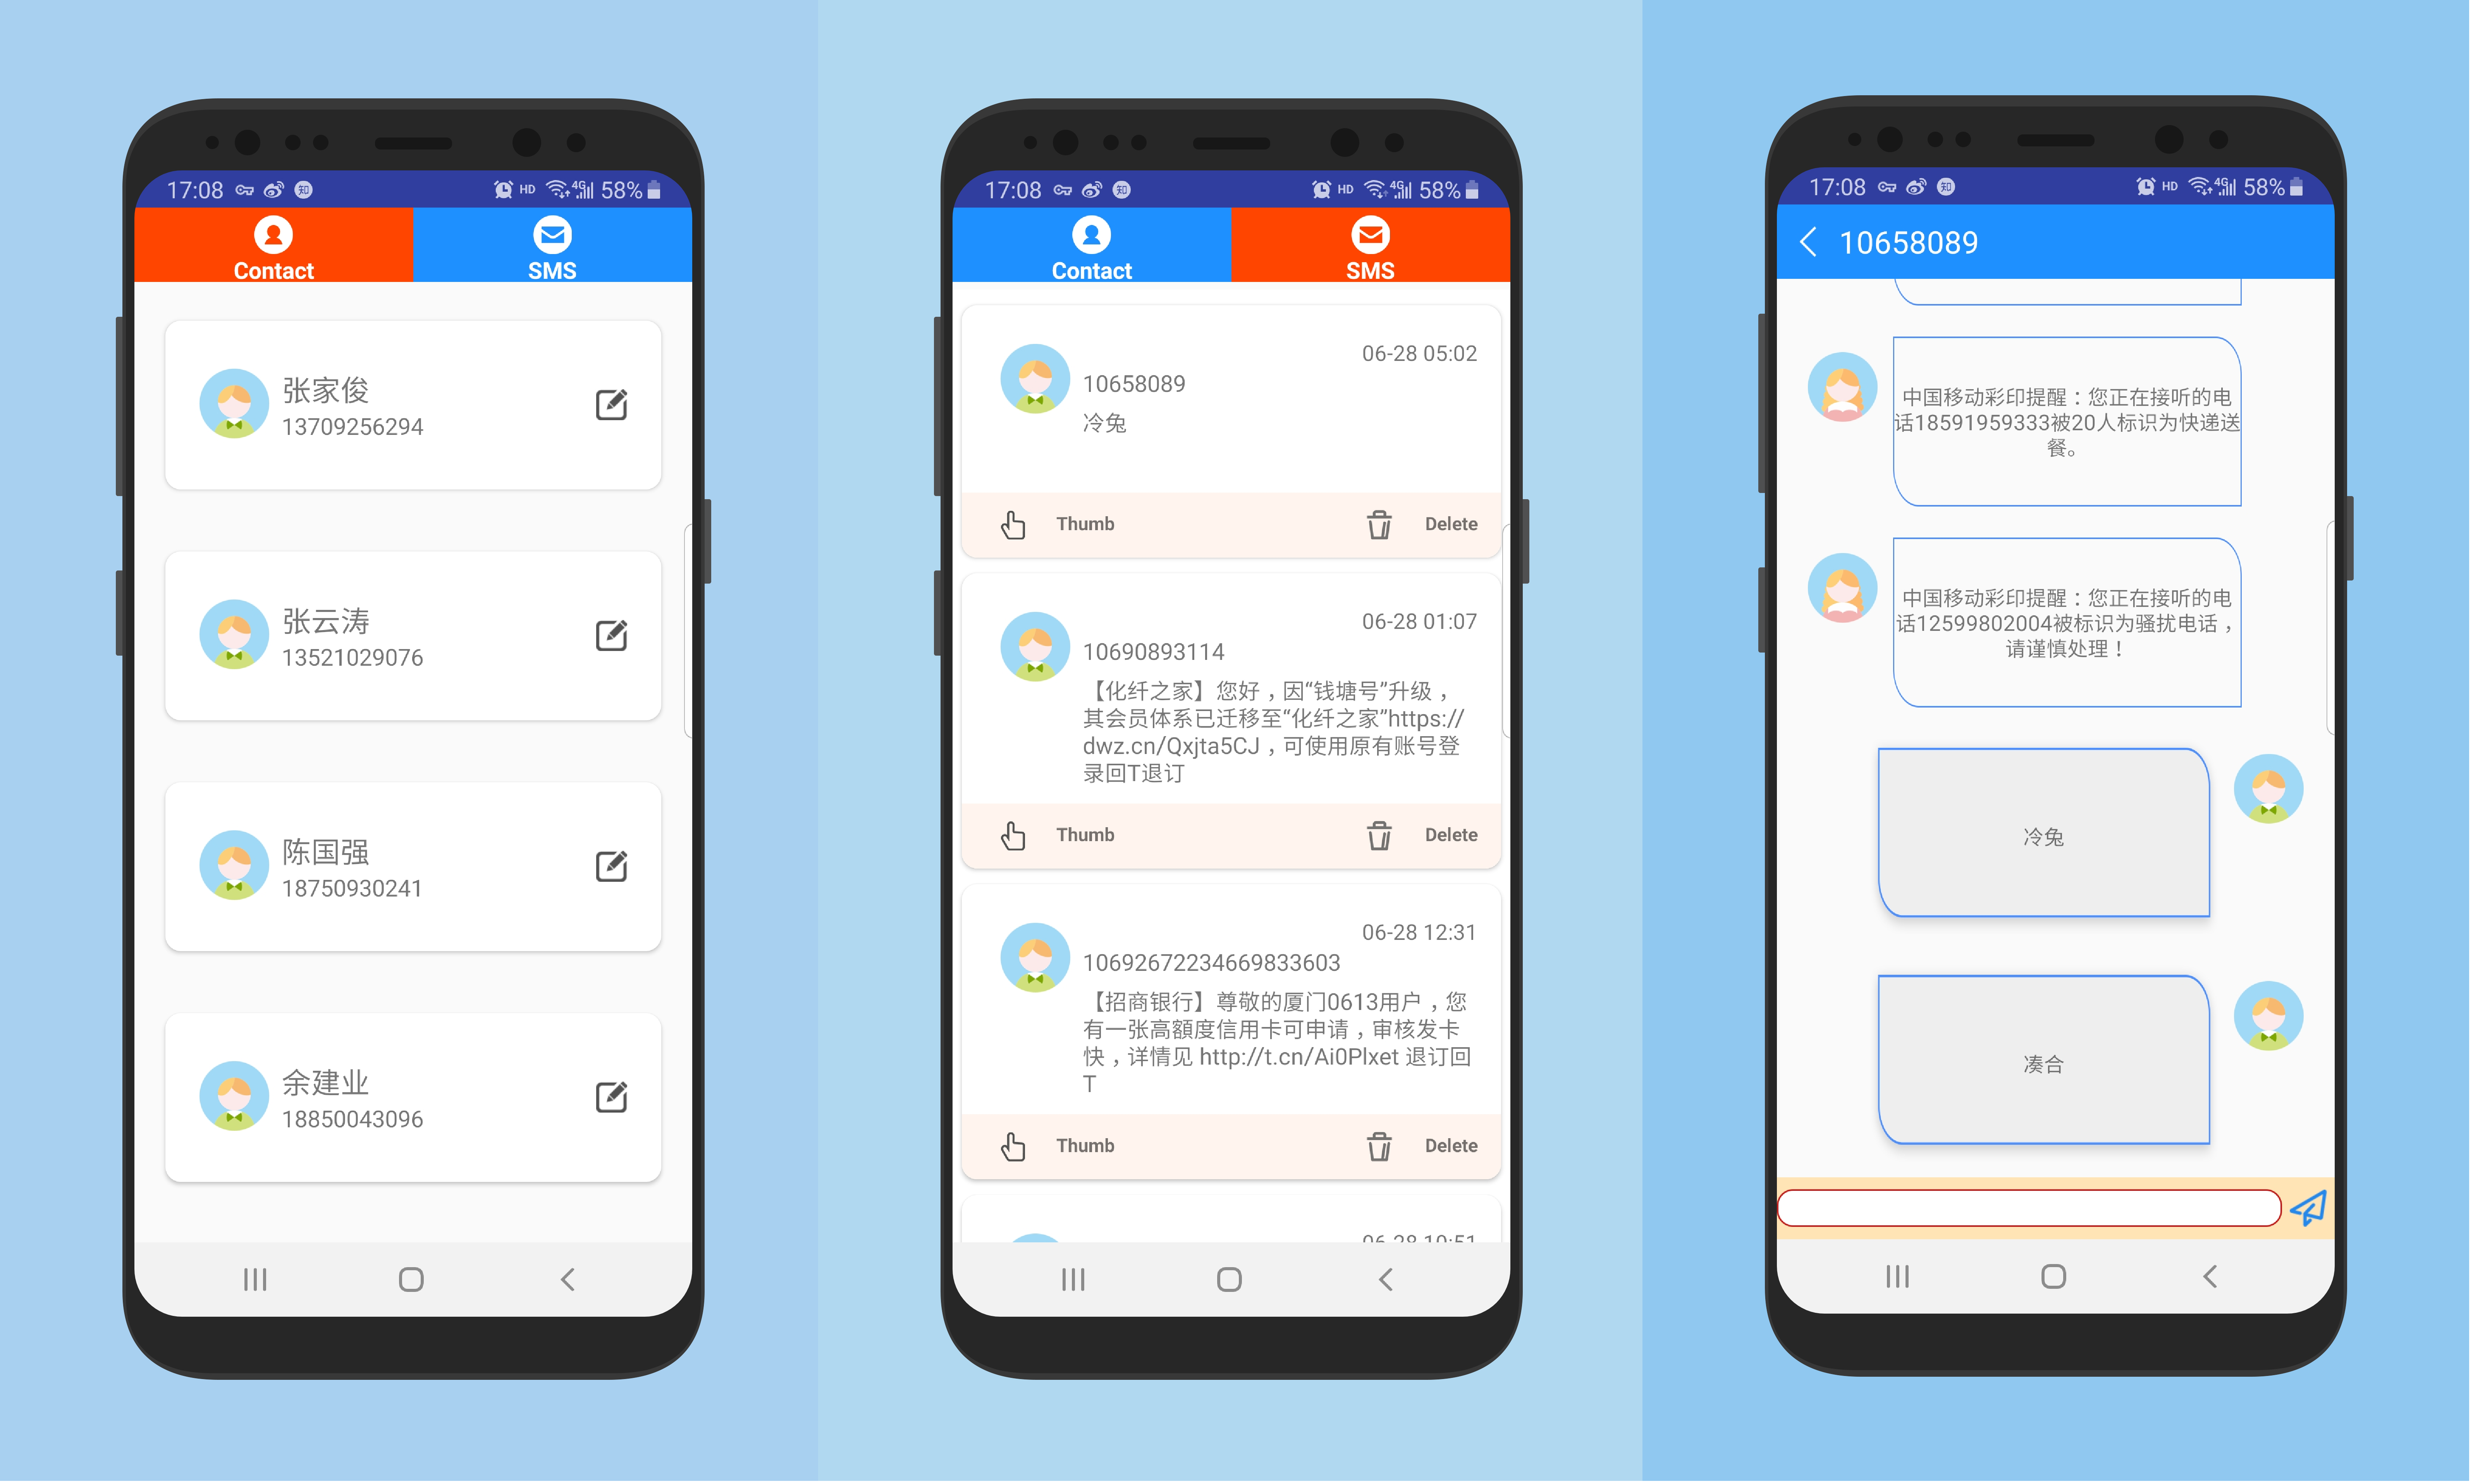 17:08 知 HD 4G 58%
Contact SMS
张家俊
13709256294
张云涛
13521029076
陈国强
18750930241
余建业
18850043096
17:08 知 HD 4G 58%
Contact SMS
06-28 05:02
10658089
冷兔
Thumb Delete
06-28 01:07
10690893114
【化纤之家】您好，因“钱塘号”升级，
其会员体系已迁移至“化纤之家”https://
dwz.cn/Qxjta5CJ，可使用原有账号登
录回T退订
Thumb Delete
06-28 12:31
10692672234669833603
【招商银行】尊敬的厦门0613用户，您
有一张高額度信用卡可申请，审核发卡
快，详情见 http://t.cn/Ai0Plxet 退订回
T
Thumb Delete
06-28 10:51
17:08 知 HD 4G 58%
10658089
中国移动彩印提醒：您正在接听的电
话18591959333被20人标识为快递送
餐。
中国移动彩印提醒：您正在接听的电
话12599802004被标识为骚扰电话，
请谨慎处理！
冷兔
凑合